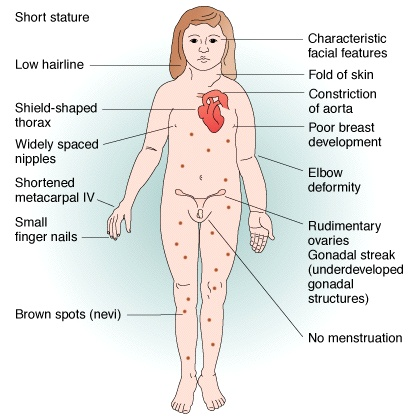 Short stature
Low hairline
Shield-shaped
thorax
Widely spaced
nipples
Shortened
metacarpal IV
Small
finger nails
Brown spots (nevi)
Characteristic
facial features
Fold of skin
Constriction
of aorta
Poor breast
development
Elbow
deformity
Rudimentary
ovaries
Gonadal streak
(underdeveloped
gonadal
structures)
No menstruation